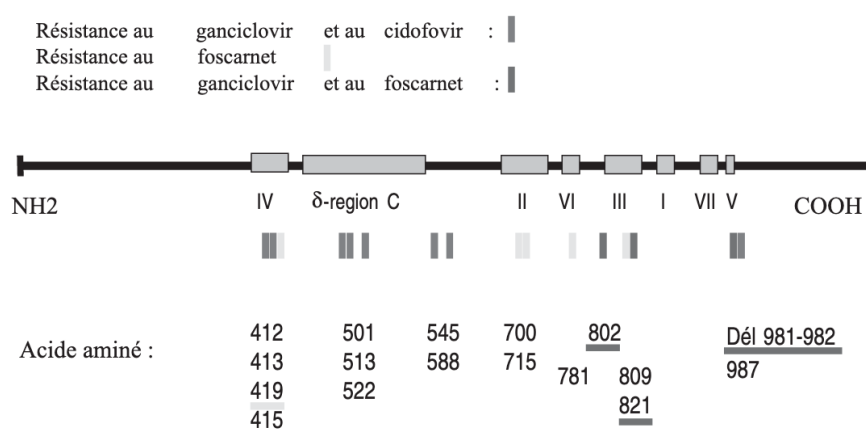 Résistance au ganciclovir et au cidofovir :
Résistance au foscarnet
Résistance au ganciclovir et au foscarnet :
NH2 IV δ-region C II VI III I VII V COOH
412 501 545 700 802 Dél 981-982
Acide aminé :
413 513 588 715 781 809 987
419 522 821
415